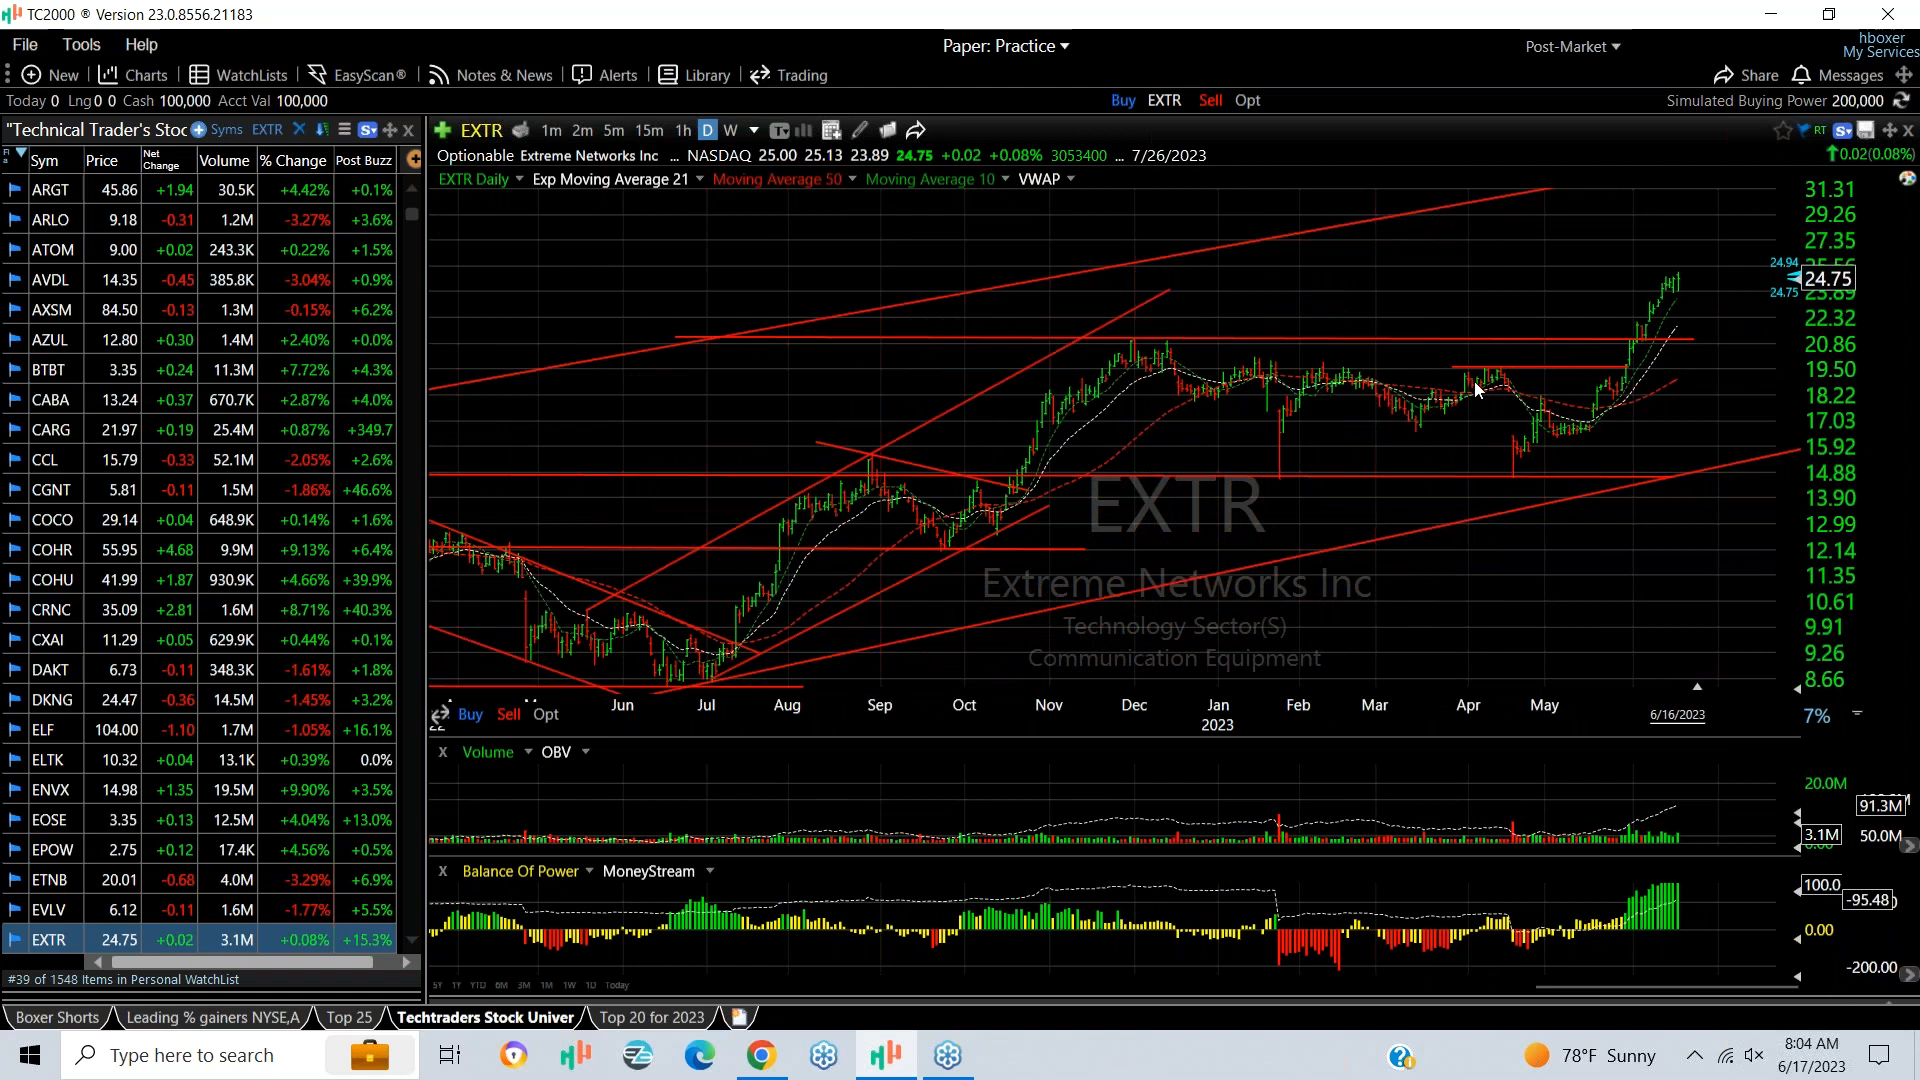 TC2000 ® Version 23.0.8556.21183
File Tools Help
Paper: Practice
Post-Market
hboxer
My Services
New Charts WatchLists EasyScan® Notes & News Alerts Library Trading
Share Messages
Today 0 Lng 0 0 Cash 100,000 Acct Val 100,000
Buy EXTR Sell Opt
Simulated Buying Power 200,000
"Technical Trader's Stoc Syms EXTR
EXTR 1m 2m 5m 15m 1h D W
RT
Optionable Extreme Networks Inc ... NASDAQ 25.00 25.13 23.89 24.75 +0.02 +0.08% 3053400 ... 7/26/2023
0.02(0.08%)
EXTR Daily Exp Moving Average 21 Moving Average 50 Moving Average 10 VWAP
Sym Price Net Change Volume % Change Post Buzz
ARGT 45.86 +1.94 30.5K +4.42% +0.1%
ARLO 9.18 -0.31 1.2M -3.27% +3.6%
ATOM 9.00 +0.02 243.3K +0.22% +1.5%
AVDL 14.35 -0.45 385.8K -3.04% +0.9%
AXSM 84.50 -0.13 1.3M -0.15% +6.2%
AZUL 12.80 +0.30 1.4M +2.40% +0.0%
BTBT 3.35 +0.24 11.3M +7.72% +4.3%
CABA 13.24 +0.37 670.7K +2.87% +4.0%
CARG 21.97 +0.19 25.4M +0.87% +349.7
CCL 15.79 -0.33 52.1M -2.05% +2.6%
CGNT 5.81 -0.11 1.5M -1.86% +46.6%
COCO 29.14 +0.04 648.9K +0.14% +1.6%
COHR 55.95 +4.68 9.9M +9.13% +6.4%
COHU 41.99 +1.87 930.9K +4.66% +39.9%
CRNC 35.09 +2.81 1.6M +8.71% +40.3%
CXAI 11.29 +0.05 629.9K +0.44% +0.1%
DAKT 6.73 -0.11 348.3K -1.61% +1.8%
DKNG 24.47 -0.36 14.5M -1.45% +3.2%
ELF 104.00 -1.10 1.7M -1.05% +16.1%
ELTK 10.32 +0.04 13.1K +0.39% 0.0%
ENVX 14.98 +1.35 19.5M +9.90% +3.5%
EOSE 3.35 +0.13 12.5M +4.04% +13.0%
EPOW 2.75 +0.12 17.4K +4.56% +0.5%
ETNB 20.01 -0.68 4.0M -3.29% +6.9%
EVLV 6.12 -0.11 1.6M -1.77% +5.5%
EXTR 24.75 +0.02 3.1M +0.08% +15.3%
#39 of 1548 Items in Personal WatchList
31.31
29.26
27.35
24.94
24.75
24.75
22.32
20.86
19.50
18.22
17.03
15.92
14.88
13.90
12.99
12.14
11.35
10.61
9.91
9.26
8.66
EXTR
Extreme Networks Inc
Technology Sector(S)
Communication Equipment
Jun Jul Aug Sep Oct Nov Dec Jan Feb Mar Apr May
22 2023
6/16/2023
7%
Buy Sell Opt
X Volume OBV
20.0M
91.3M
3.1M 50.0M
X Balance Of Power MoneyStream
100.0
-95.48
0.00
-200.00
5Y 1Y YTD 6M 3M 1M 1W 1D Today
Boxer Shorts Leading % gainers NYSE,A Top 25 Techtraders Stock Univer Top 20 for 2023
Type here to search
78°F Sunny
8:04 AM
6/17/2023